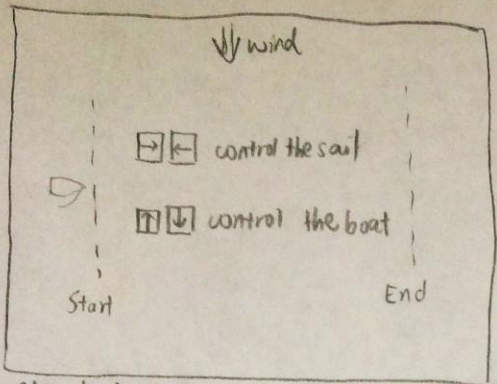 wind
→ ← control the sail
↑ ↓ control the boat
Start
End